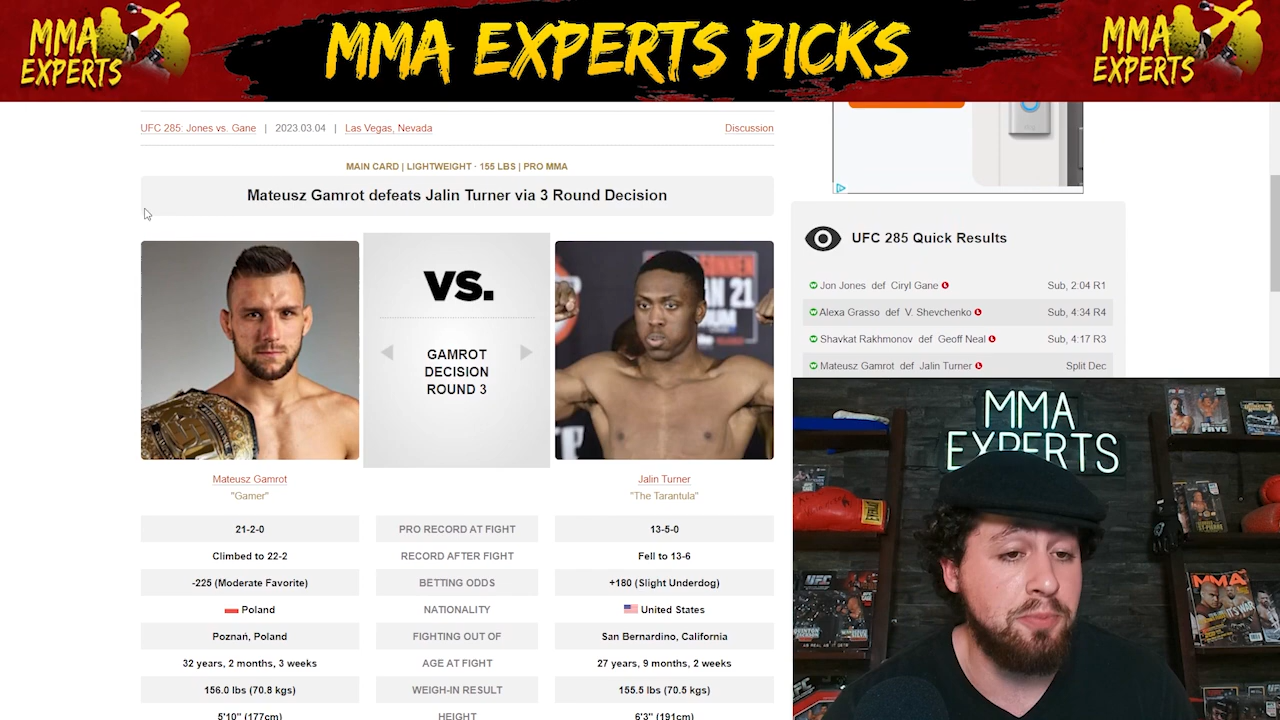 MMA
EXPERTS
MMA EXPERTS PICKS
MMA
EXPERTS
UFC 285: Jones vs. Gane | 2023.03.04 | Las Vegas, Nevada
Discussion
MAIN CARD | LIGHTWEIGHT · 155 LBS | PRO MMA
Mateusz Gamrot defeats Jalin Turner via 3 Round Decision
VS.
GAMROT
DECISION
ROUND 3
Mateusz Gamrot
Jalin Turner
"Gamer"
"The Tarantula"
21-2-0 PRO RECORD AT FIGHT 13-5-0
Climbed to 22-2 RECORD AFTER FIGHT Fell to 13-6
-225 (Moderate Favorite) BETTING ODDS +180 (Slight Underdog)
Poland NATIONALITY United States
Poznań, Poland FIGHTING OUT OF San Bernardino, California
32 years, 2 months, 3 weeks AGE AT FIGHT 27 years, 9 months, 2 weeks
156.0 lbs (70.8 kgs) WEIGH-IN RESULT 155.5 lbs (70.5 kgs)
5'10" (177cm) HEIGHT 6'3" (191cm)
UFC 285 Quick Results
Jon Jones def Ciryl Gane Sub, 2:04 R1
Alexa Grasso def V. Shevchenko Sub, 4:34 R4
Shavkat Rakhmonov def Geoff Neal Sub, 4:17 R3
Mateusz Gamrot def Jalin Turner Split Dec
MMA
EXPERTS
FRYE
UFC
MMA